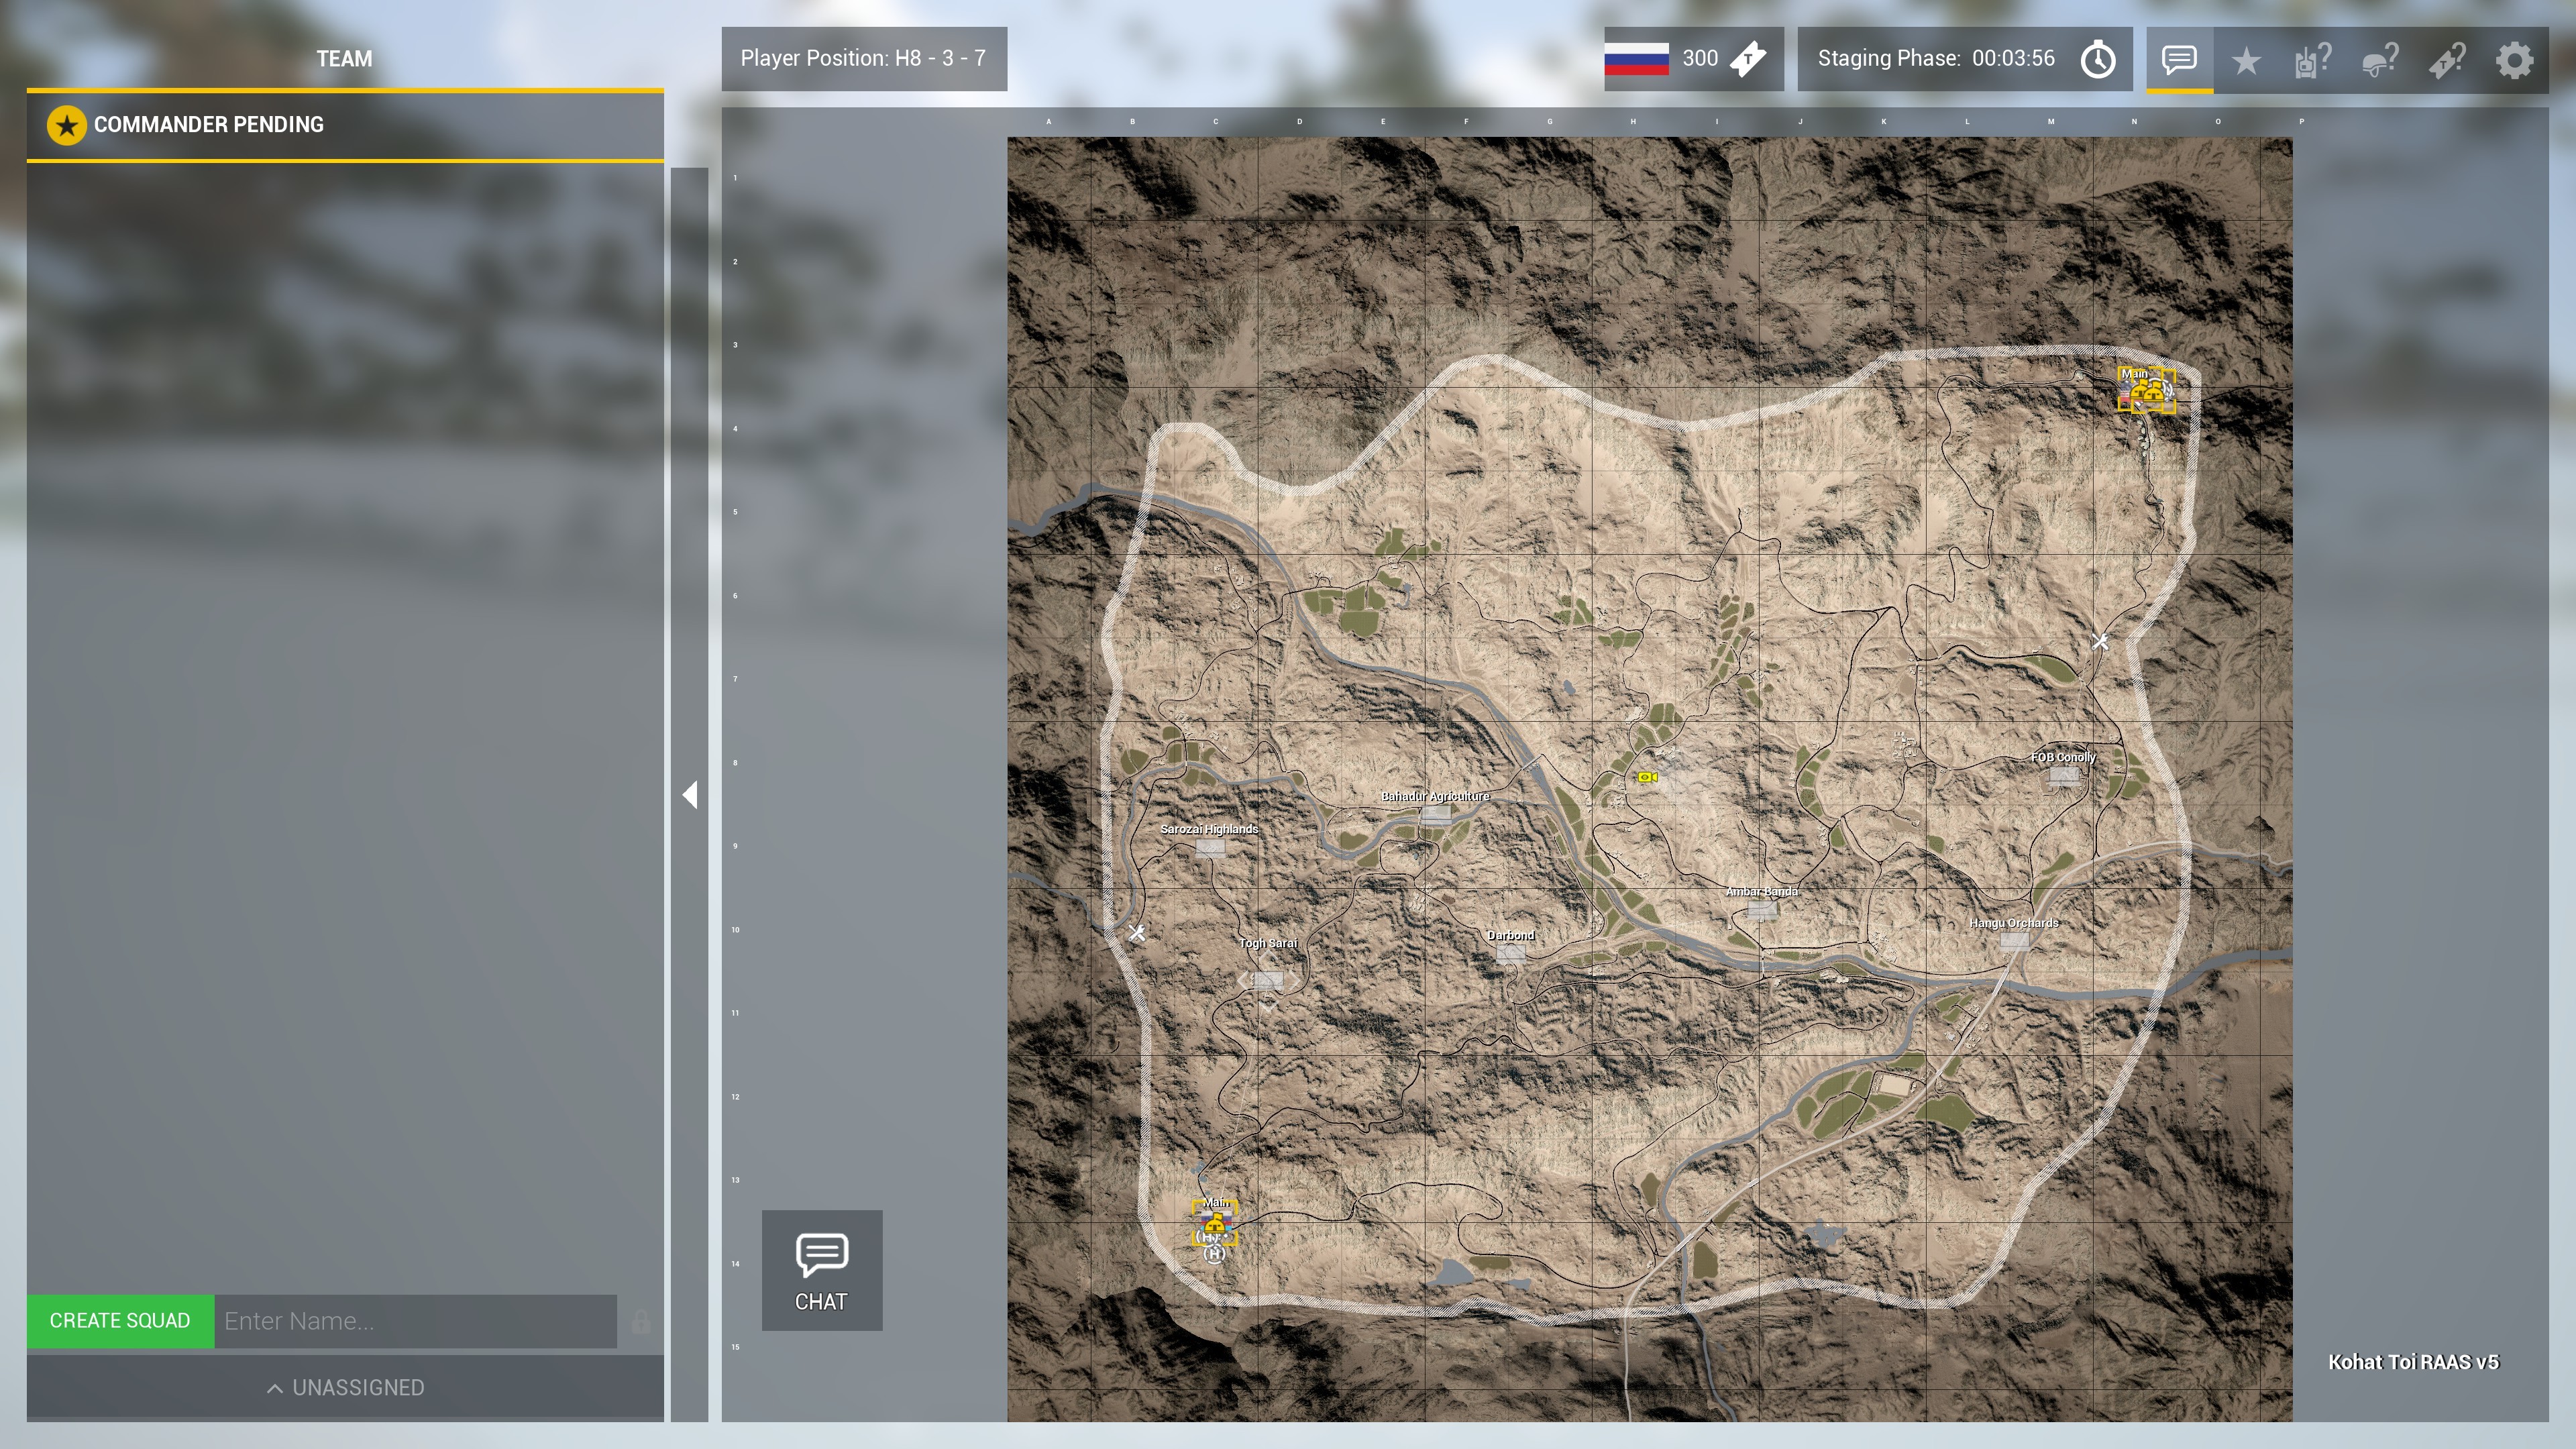 TEAM
Player Position: H8 - 3 - 7
300
T
Staging Phase: 00:03:56
?
?
T?
COMMANDER PENDING
A B C D E F G H I J K L M N O P
1
2
3
Main
4
5
6
7
8
FOB Conolly
Bahadur Agriculture
Sarozai Highlands
9
Ambar Banda
Hangu Orchards
10
Darbond
Togh Sarai
11
12
13
Main
H
14
CHAT
CREATE SQUAD
Enter Name...
15
Kohat Toi RAAS v5
UNASSIGNED